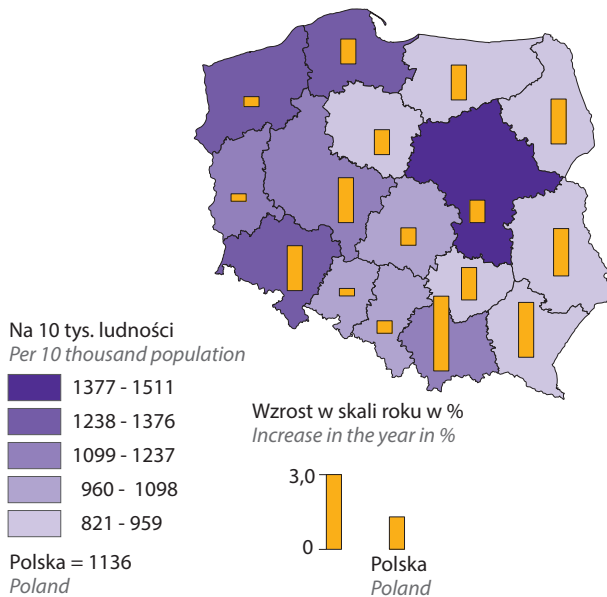 Na 10 tys. ludności
Per 10 thousand population
1377 - 1511
1238 - 1376
1099 - 1237
960 - 1098
821 - 959
Polska = 1136
Poland
Wzrost w skali roku w %
Increase in the year in %
3,0
0
Polska
Poland